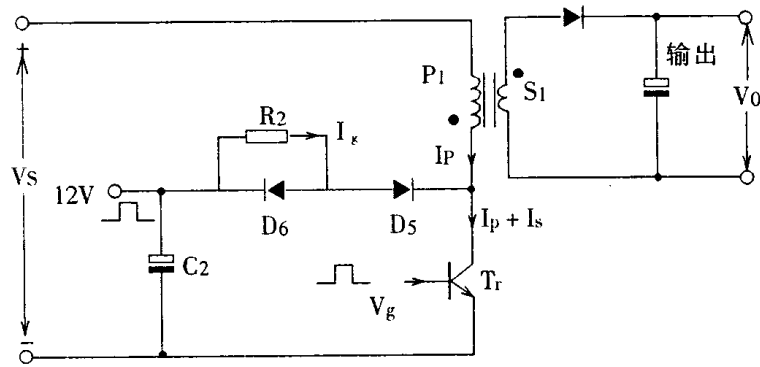 +
VS
−
12V
R2
Ig
D6
D5
C2
P1
S1
IP
Ip + Is
Tr
Vg
输出
V0